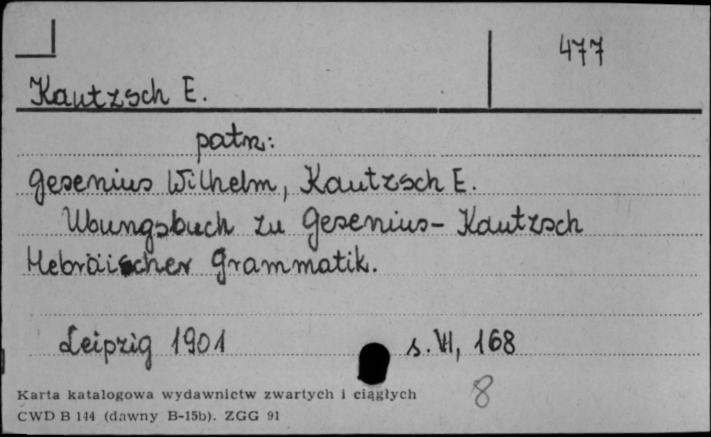 477
Kautzsch E.
patrz:
Gesenius Wilhelm, Kautzsch E.
Ubungsbuch zu Gesenius-Kautzsch
Hebräischer Grammatik.
Leipzig 1901 s. VI, 168
8
Karta katalogowa wydawnictw zwartych i ciągłych
CWD B 144 (dawny B-15b). ZGG 91